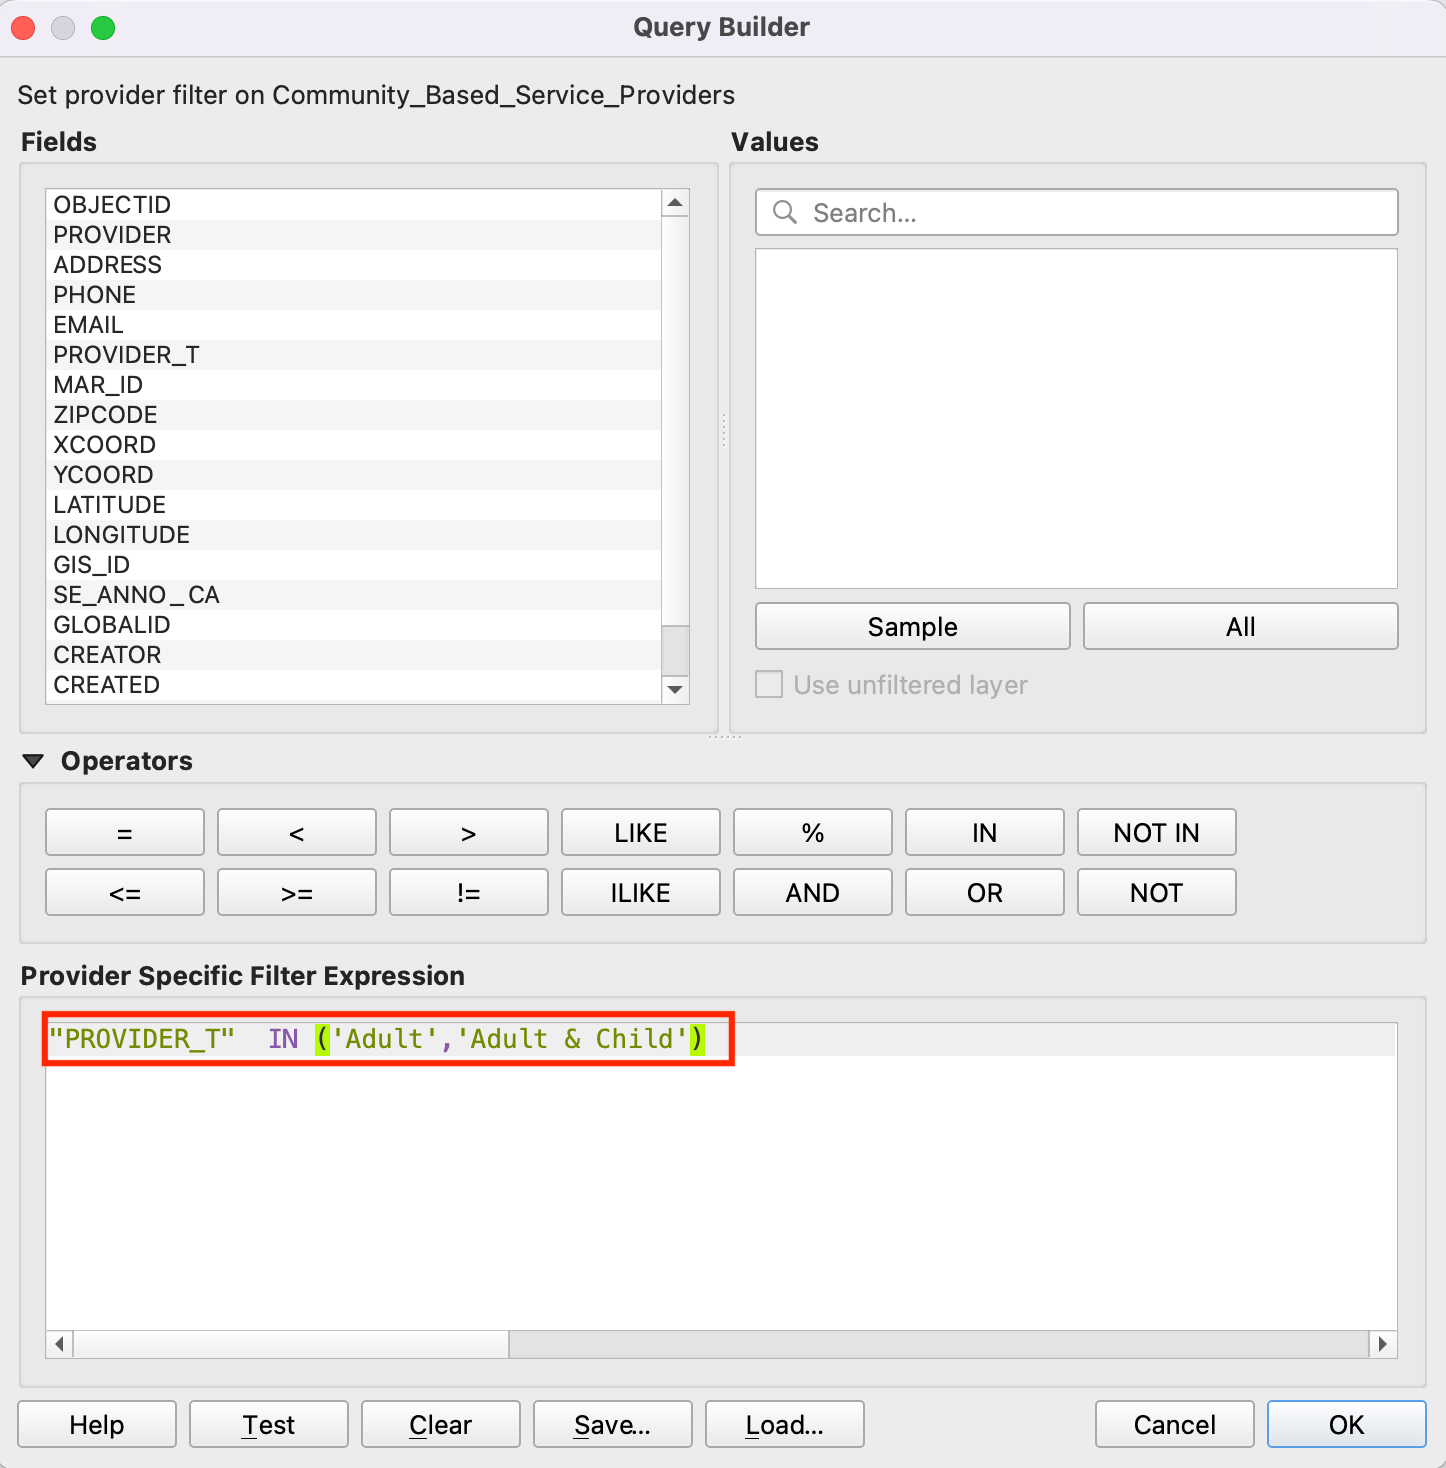 Query Builder
Set provider filter on Community_Based_Service_Providers
Fields
Values
OBJECTID
PROVIDER
ADDRESS
PHONE
EMAIL
PROVIDER_T
MAR_ID
ZIPCODE
XCOORD
YCOORD
LATITUDE
LONGITUDE
GIS_ID
SE_ANNO_CA
GLOBALID
CREATOR
CREATED
Search...
Sample All
Use unfiltered layer
Operators
= < > LIKE % IN NOT IN
<= >= != ILIKE AND OR NOT
Provider Specific Filter Expression
"PROVIDER_T"  IN ('Adult','Adult & Child')
Help Test Clear Save... Load... Cancel OK